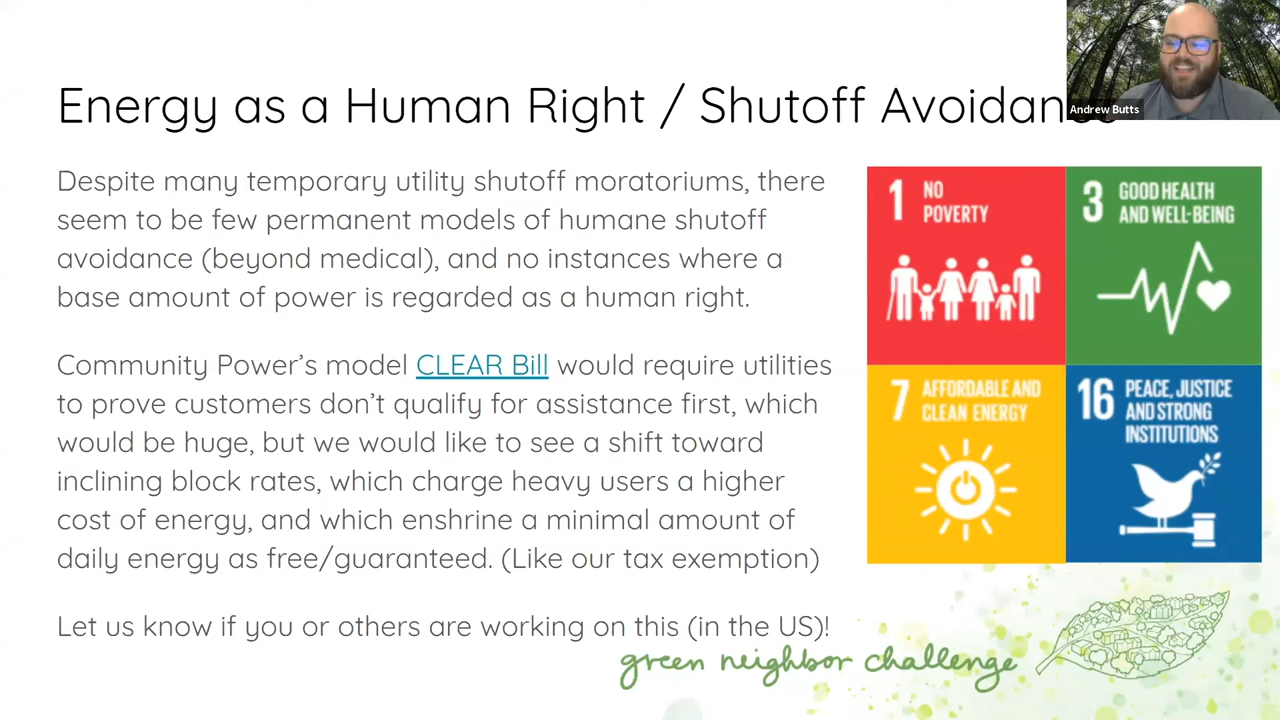 Energy as a Human Right / Shutoff Avoidance
Andrew Butts
Despite many temporary utility shutoff moratoriums, there
seem to be few permanent models of humane shutoff
avoidance (beyond medical), and no instances where a
base amount of power is regarded as a human right.
Community Power's model CLEAR Bill would require utilities
to prove customers don't qualify for assistance first, which
would be huge, but we would like to see a shift toward
inclining block rates, which charge heavy users a higher
cost of energy, and which enshrine a minimal amount of
daily energy as free/guaranteed. (Like our tax exemption)
Let us know if you or others are working on this (in the US)!
1 NO
POVERTY
3 GOOD HEALTH
AND WELL-BEING
7 AFFORDABLE AND
CLEAN ENERGY
16 PEACE, JUSTICE
AND STRONG
INSTITUTIONS
green neighbor challenge